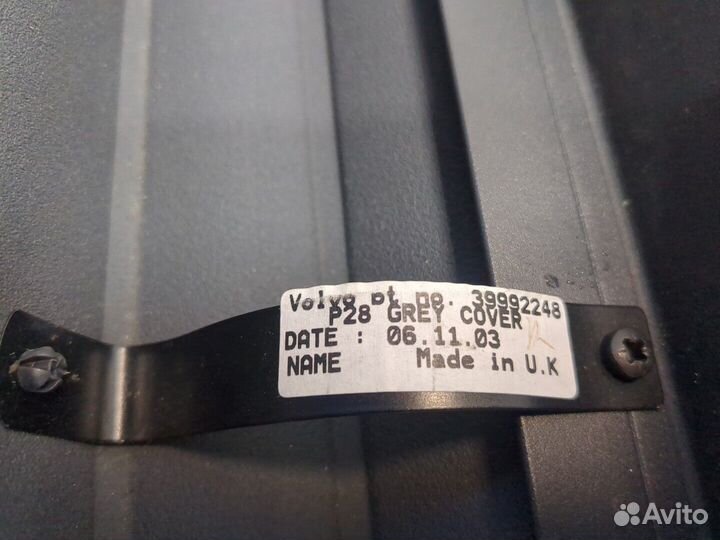 Volvo pt no. 39992248
P28 GREY COVER
DATE : 06.11.03
NAME Made in U.K
Avito